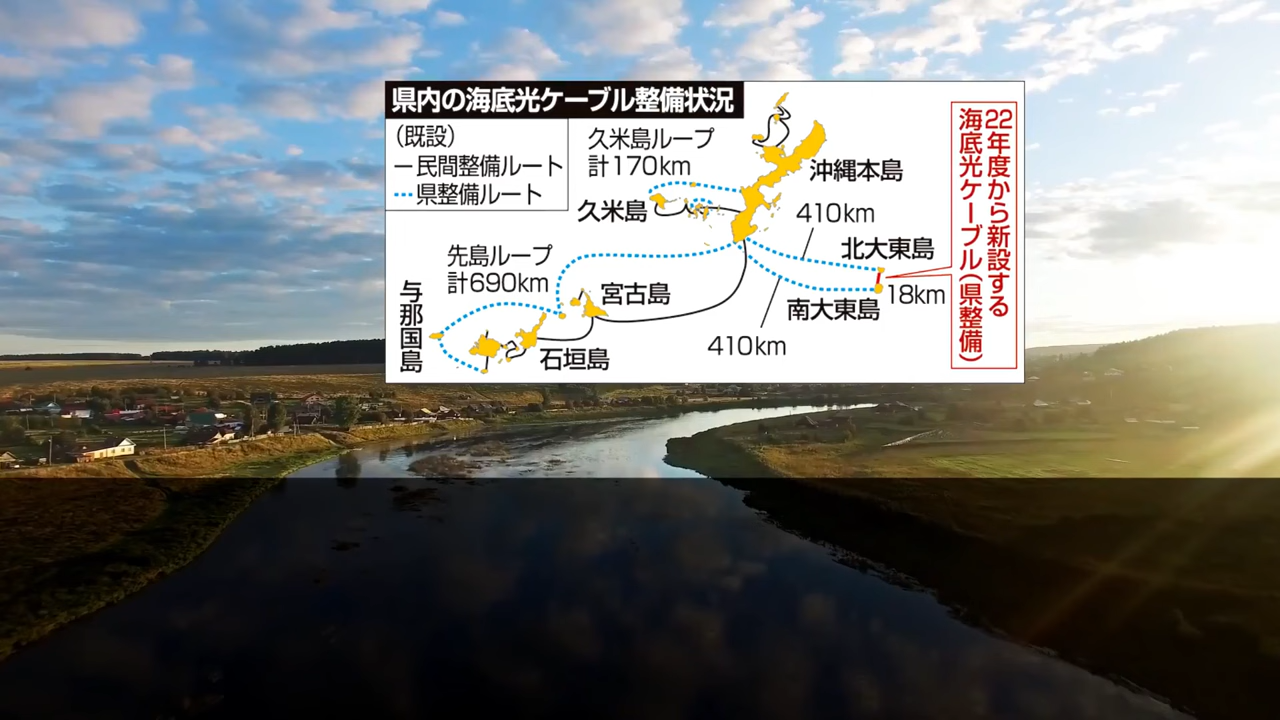 県内の海底光ケーブル整備状況
（既設）
民間整備ルート
県整備ルート
久米島ループ
計170km
久米島
沖縄本島
410km
北大東島
先島ループ
計690km
宮古島
与那国島
石垣島
410km
南大東島
18km
22年度から新設する
海底光ケーブル（県整備）